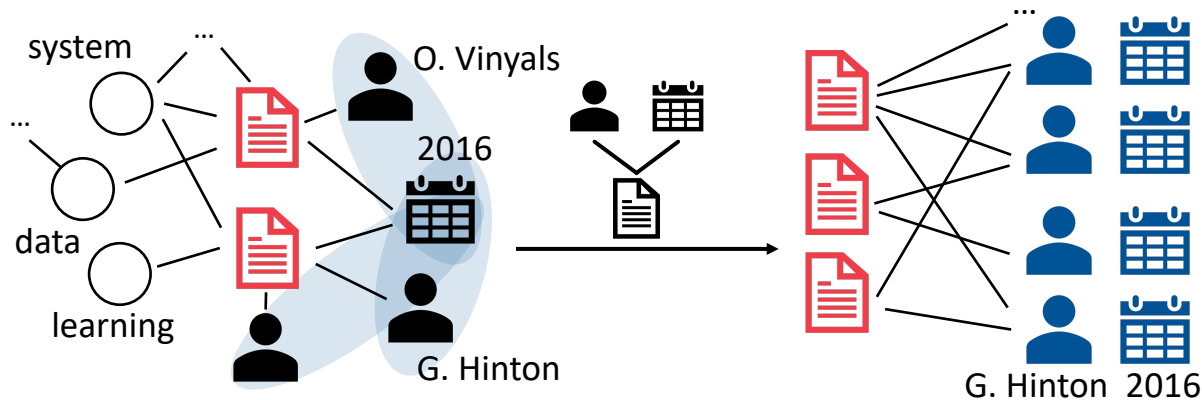 system
...
O. Vinyals
...
2016
data
learning
G. Hinton
...
G. Hinton 2016